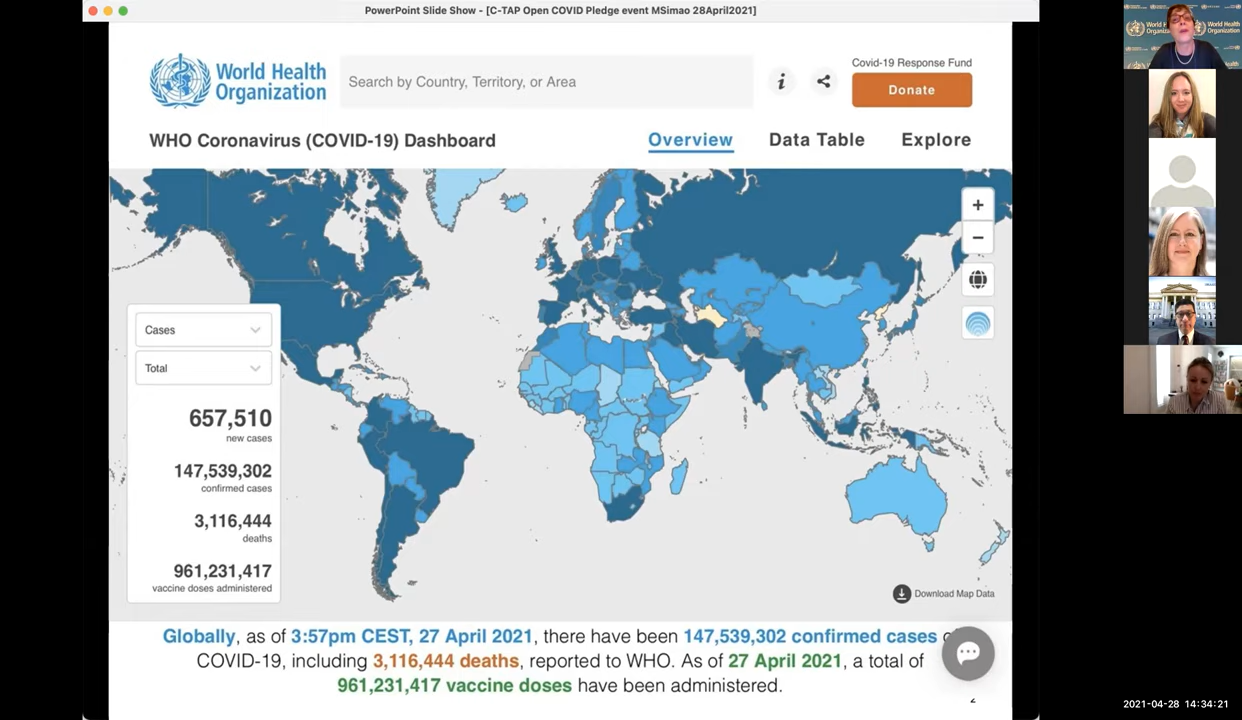 PowerPoint Slide Show - [C-TAP Open COVID Pledge event MSimao 28April2021]
World Health
Organization
Search by Country, Territory, or Area
i
Covid-19 Response Fund
Donate
WHO Coronavirus (COVID-19) Dashboard
Overview
Data Table
Explore
+
−
Cases
Total
657,510
new cases
147,539,302
confirmed cases
3,116,444
deaths
961,231,417
vaccine doses administered
Download Map Data
Globally, as of 3:57pm CEST, 27 April 2021, there have been 147,539,302 confirmed cases
COVID-19, including 3,116,444 deaths, reported to WHO. As of 27 April 2021, a total of
961,231,417 vaccine doses have been administered.
2021-04-28 14:34:21